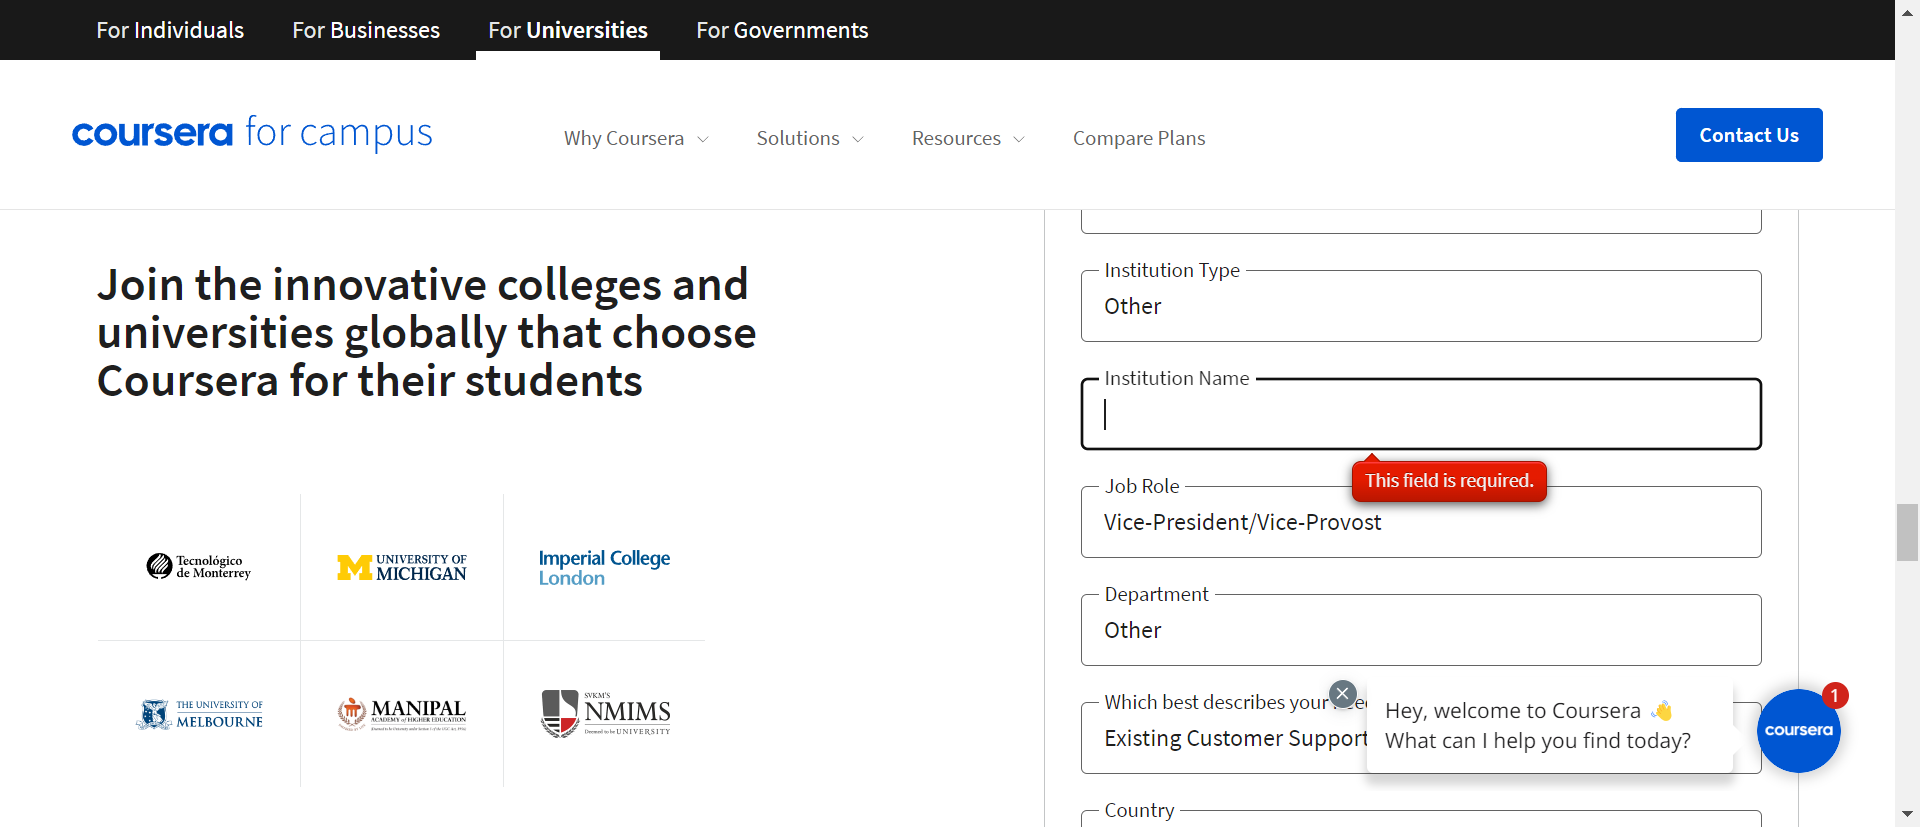 For Individuals
For Businesses
For Universities
For Governments
coursera for campus
Why Coursera
Solutions
Resources
Compare Plans
Contact Us
Join the innovative colleges and
universities globally that choose
Coursera for their students
Tecnológico
de Monterrey
M UNIVERSITY OF
MICHIGAN
Imperial College
London
THE UNIVERSITY OF
MELBOURNE
MANIPAL
ACADEMY of HIGHER EDUCATION
SVKM'S
NMIMS
Deemed to be UNIVERSITY
Institution Type
Other
Institution Name
This field is required.
Job Role
Vice-President/Vice-Provost
Department
Other
Which best describes your
Existing Customer Support
Country
Hey, welcome to Coursera 👋
What can I help you find today?
coursera
1